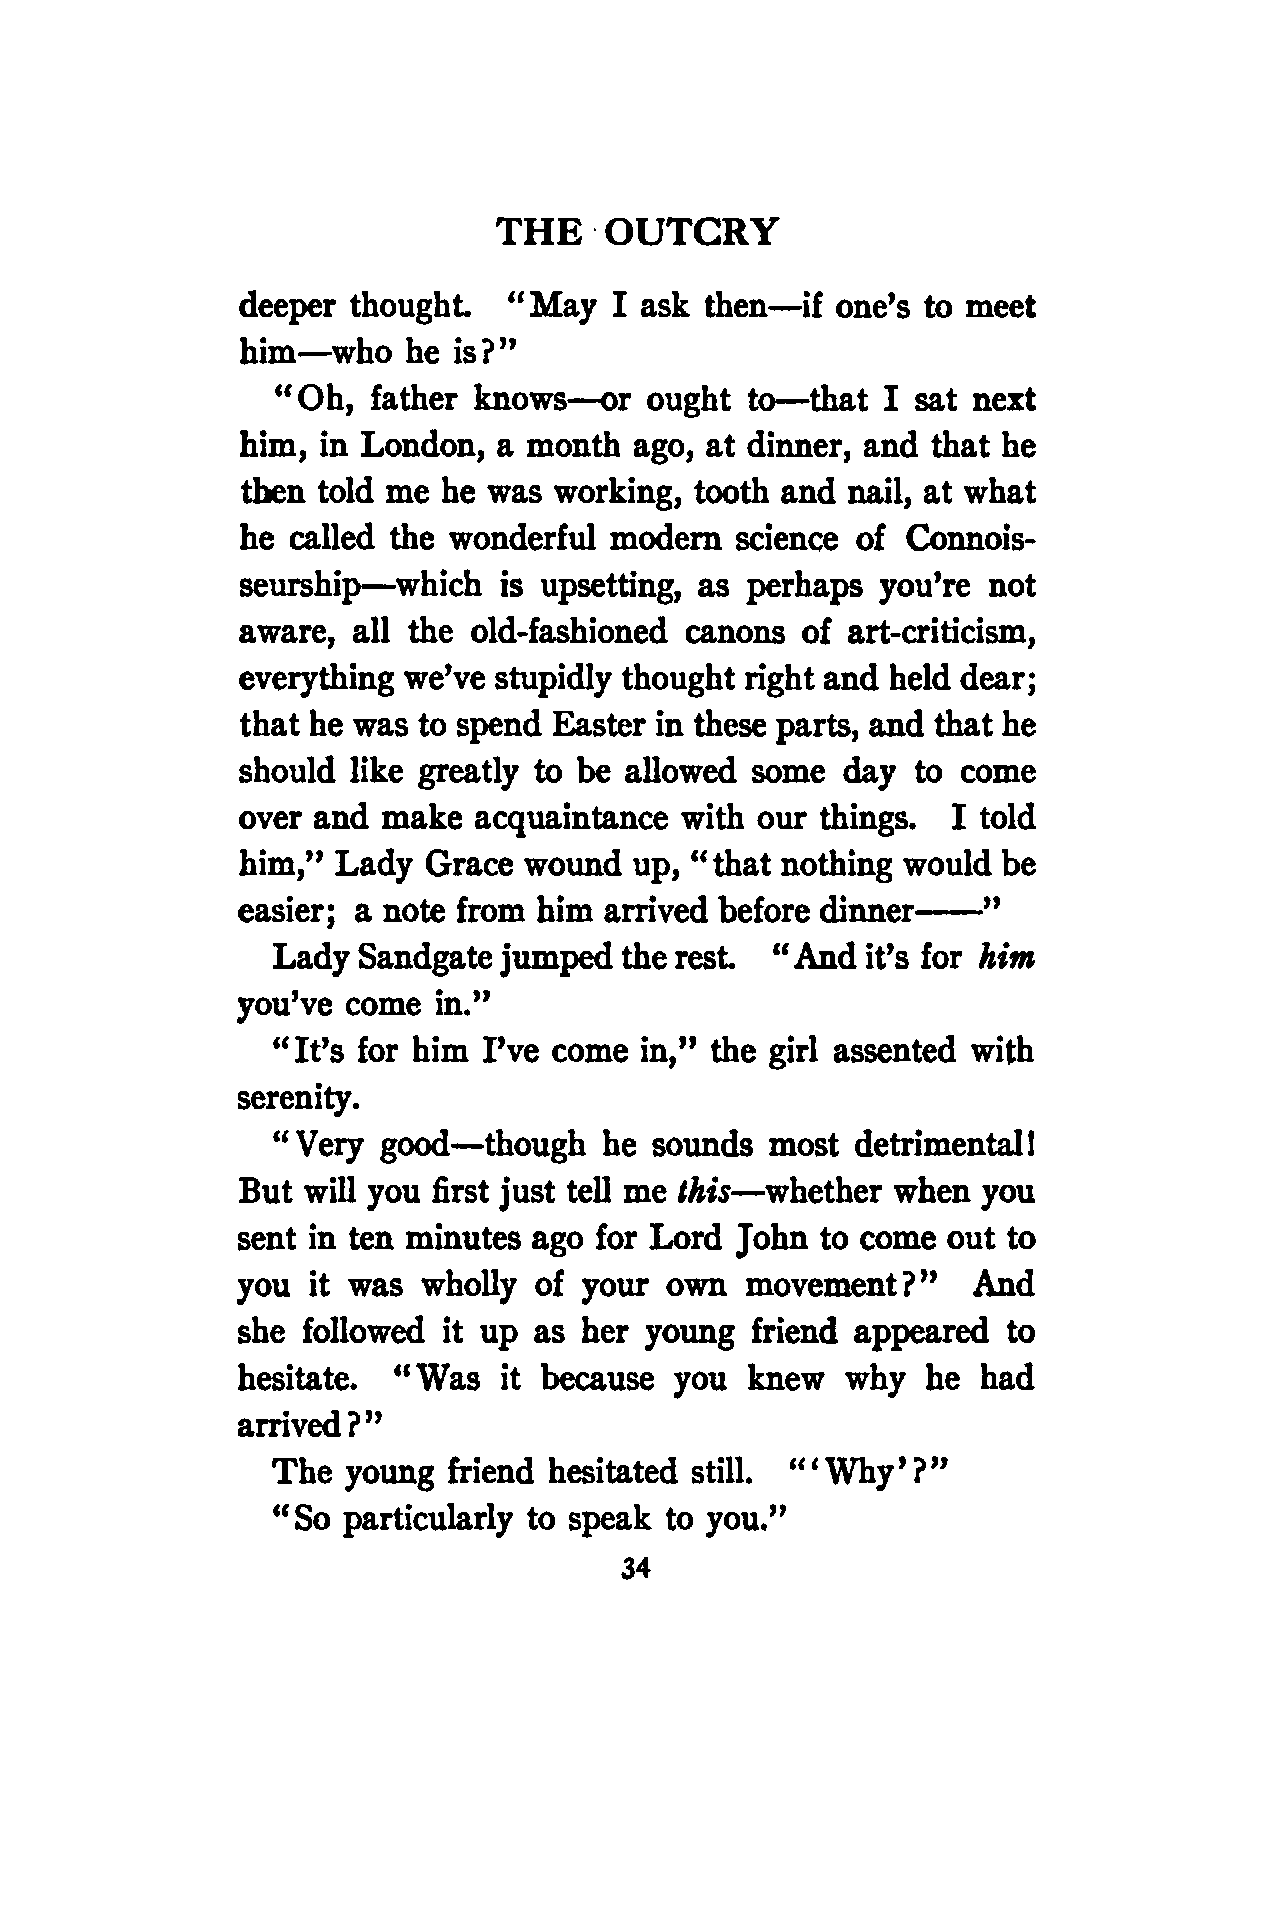 THE OUTCRY
deeper thought. "May I ask then—if one's to meet
him—who he is?"
"Oh, father knows—or ought to—that I sat next
him, in London, a month ago, at dinner, and that he
then told me he was working, tooth and nail, at what
he called the wonderful modern science of Connois-
seurship—which is upsetting, as perhaps you're not
aware, all the old-fashioned canons of art-criticism,
everything we've stupidly thought right and held dear;
that he was to spend Easter in these parts, and that he
should like greatly to be allowed some day to come
over and make acquaintance with our things. I told
him," Lady Grace wound up, "that nothing would be
easier; a note from him arrived before dinner——"
Lady Sandgate jumped the rest. "And it's for him
you've come in."
"It's for him I've come in," the girl assented with
serenity.
"Very good—though he sounds most detrimental!
But will you first just tell me this—whether when you
sent in ten minutes ago for Lord John to come out to
you it was wholly of your own movement?" And
she followed it up as her young friend appeared to
hesitate. "Was it because you knew why he had
arrived?"
The young friend hesitated still. "'Why'?"
"So particularly to speak to you."
34